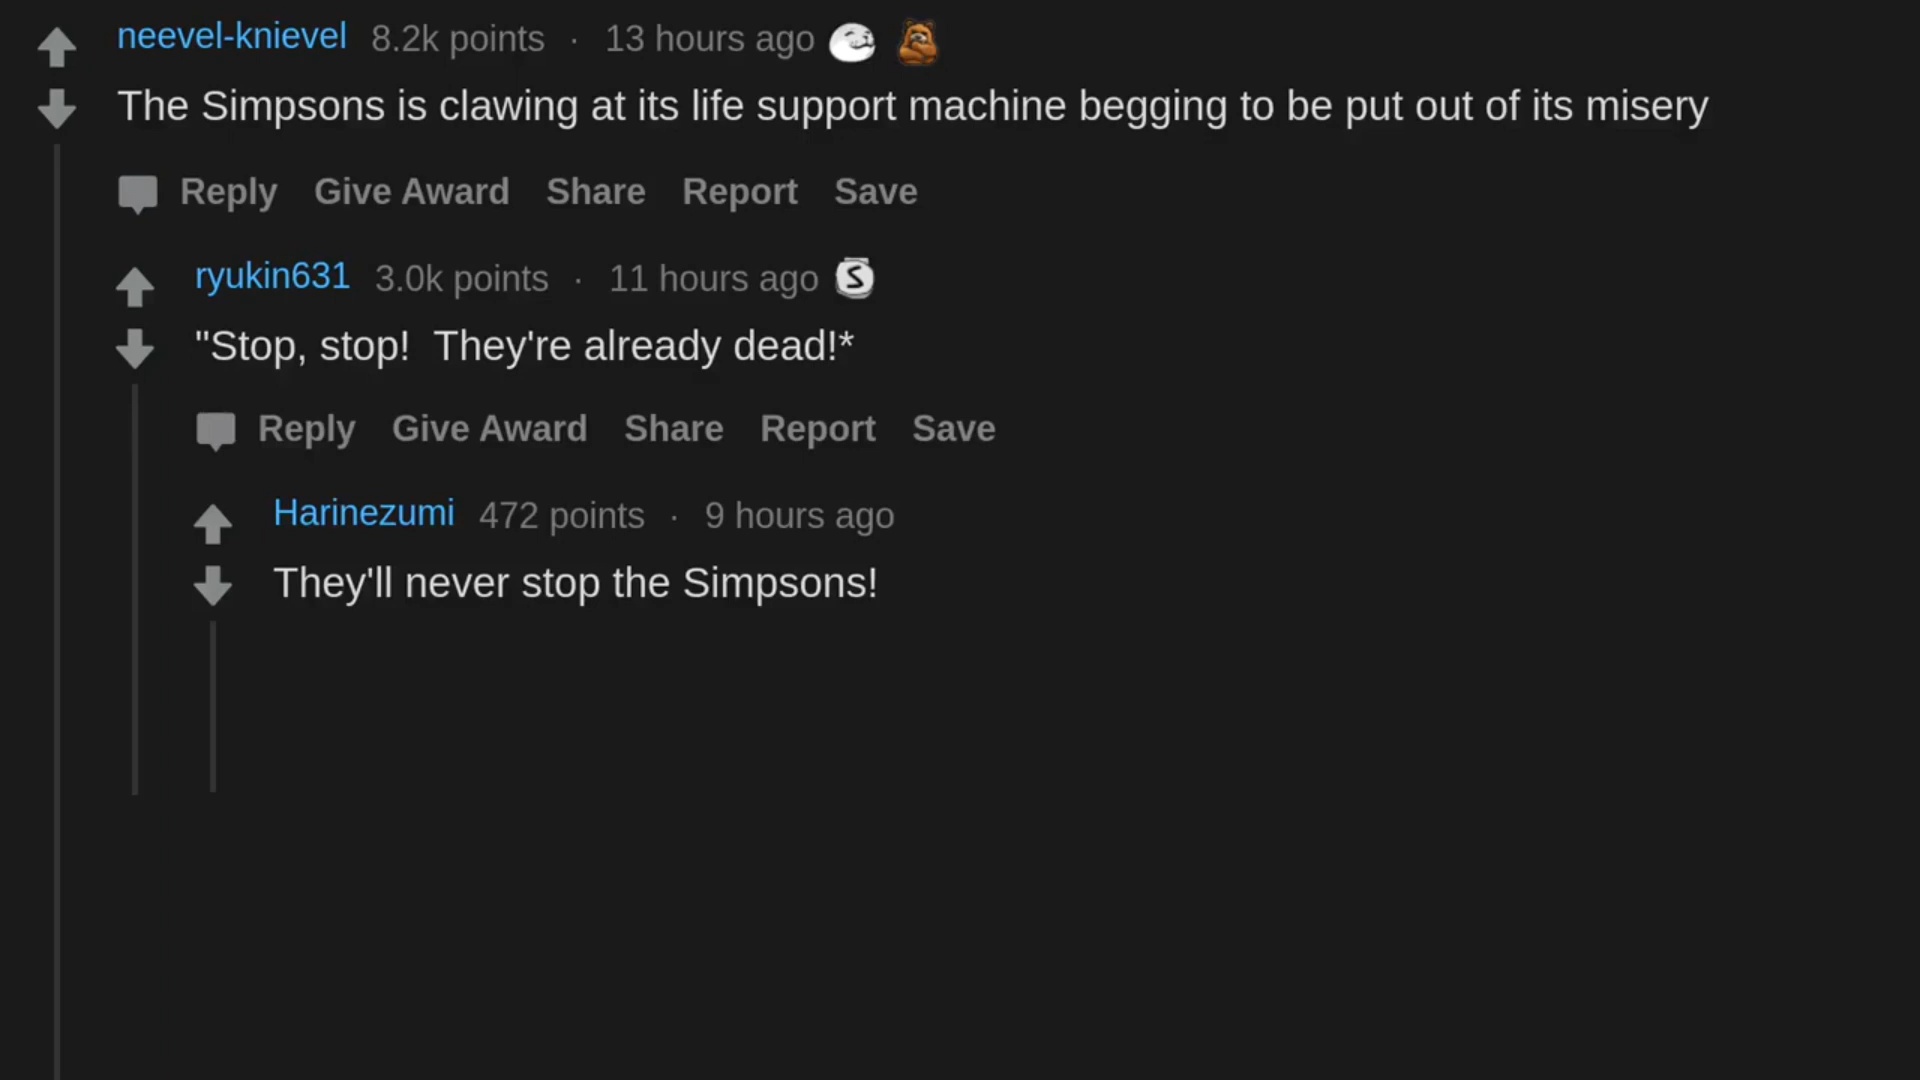 neevel-knievel 8.2k points · 13 hours ago
The Simpsons is clawing at its life support machine begging to be put out of its misery
Reply Give Award Share Report Save
ryukin631 3.0k points · 11 hours ago S
"Stop, stop!  They're already dead!*
Reply Give Award Share Report Save
Harinezumi 472 points · 9 hours ago
They'll never stop the Simpsons!